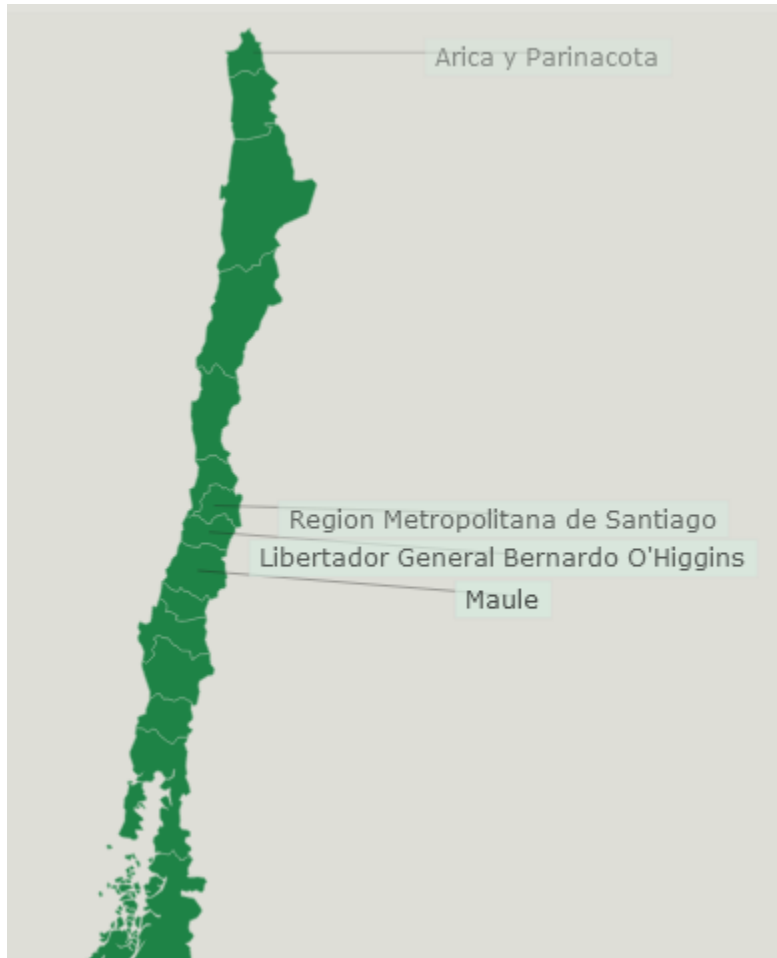 Arica y Parinacota
Region Metropolitana de Santiago
Libertador General Bernardo O'Higgins
Maule